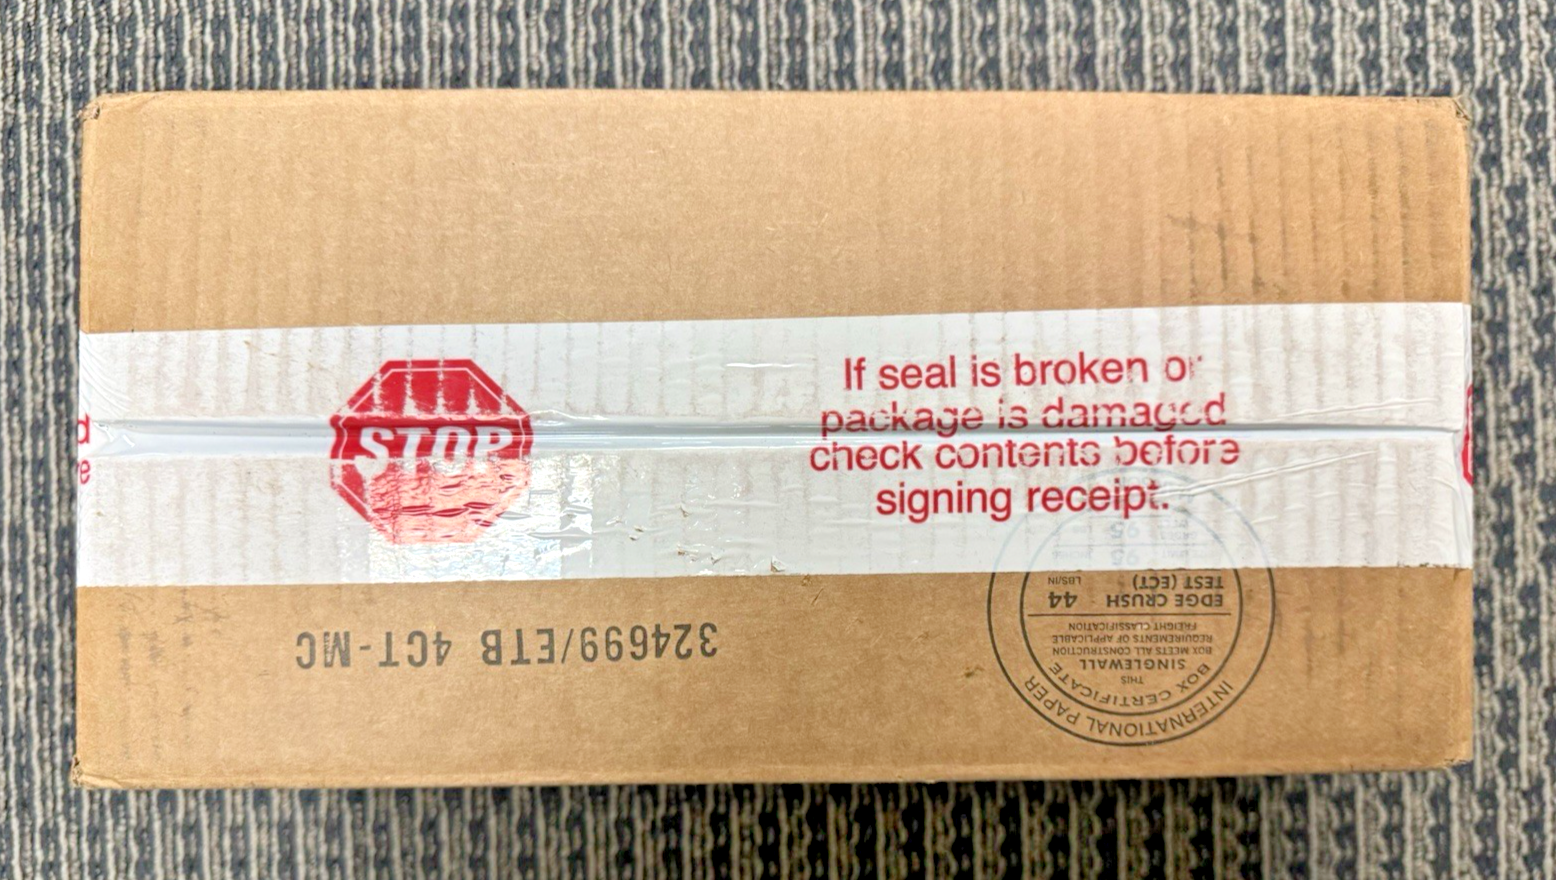 STOP
If seal is broken or
package is damaged
check contents before
signing receipt.
324699/ETB 4CT-MC
INTERNATIONAL PAPER
BOX CERTIFICATE
THIS
SINGLEWALL
BOX MEETS ALL CONSTRUCTION
REQUIREMENTS OF APPLICABLE
FREIGHT CLASSIFICATION
EDGE CRUSH
TEST (ECT) 44 LBS/IN